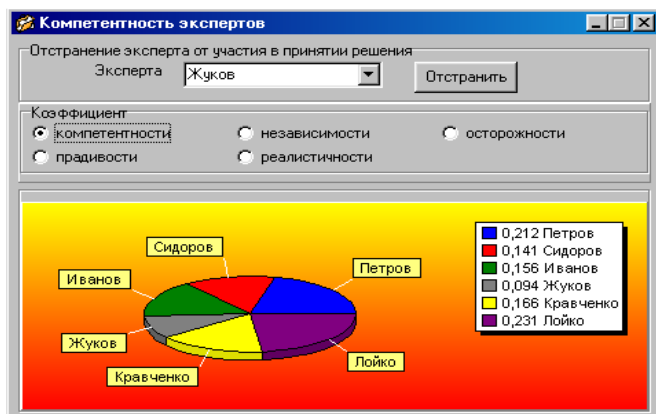 Компетентность экспертов
Отстранение эксперта от участия в принятии решения
Эксперта Жуков Отстранить
Коэффициент
компетентности независимости осторожности
прадивости реалистичности
0,212 Петров
0,141 Сидоров
0,156 Иванов
0,094 Жуков
0,166 Кравченко
0,231 Лойко
Сидоров
Петров
Иванов
Жуков
Лойко
Кравченко